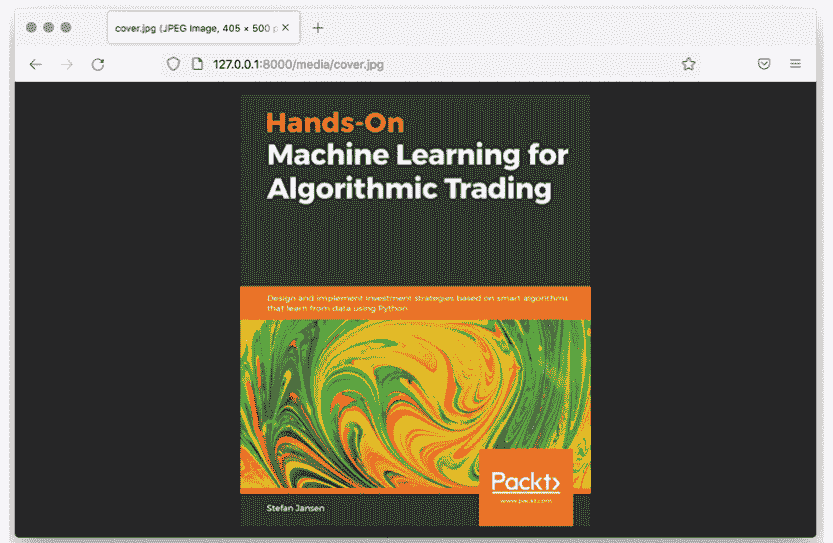 cover.jpg (JPEG Image, 405 × 500 p
127.0.0.1:8000/media/cover.jpg
Hands-On
Machine Learning for
Algorithmic Trading
Design and implement investment strategies based on smart algorithms
that learn from data using Python
Packt>
www.packt.com
Stefan Jansen